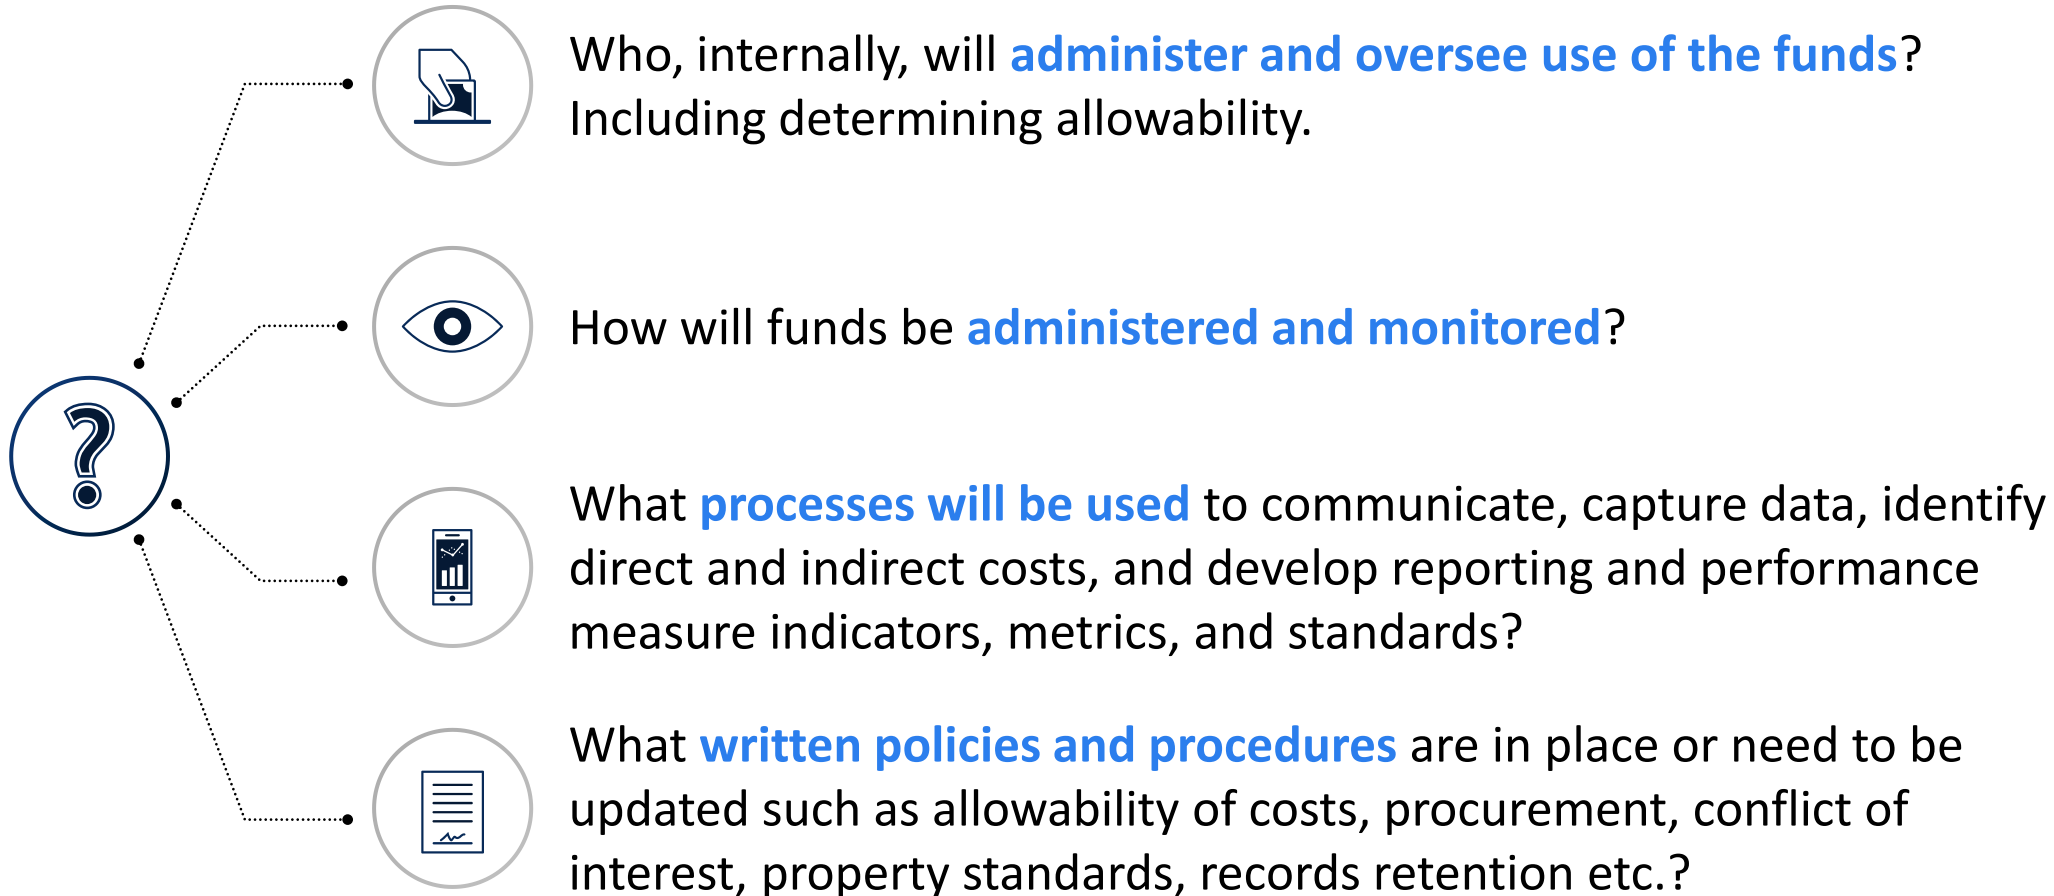 Who, internally, will administer and oversee use of the funds?
Including determining allowability.
How will funds be administered and monitored?
What processes will be used to communicate, capture data, identify
direct and indirect costs, and develop reporting and performance
measure indicators, metrics, and standards?
What written policies and procedures are in place or need to be
updated such as allowability of costs, procurement, conflict of
interest, property standards, records retention etc.?